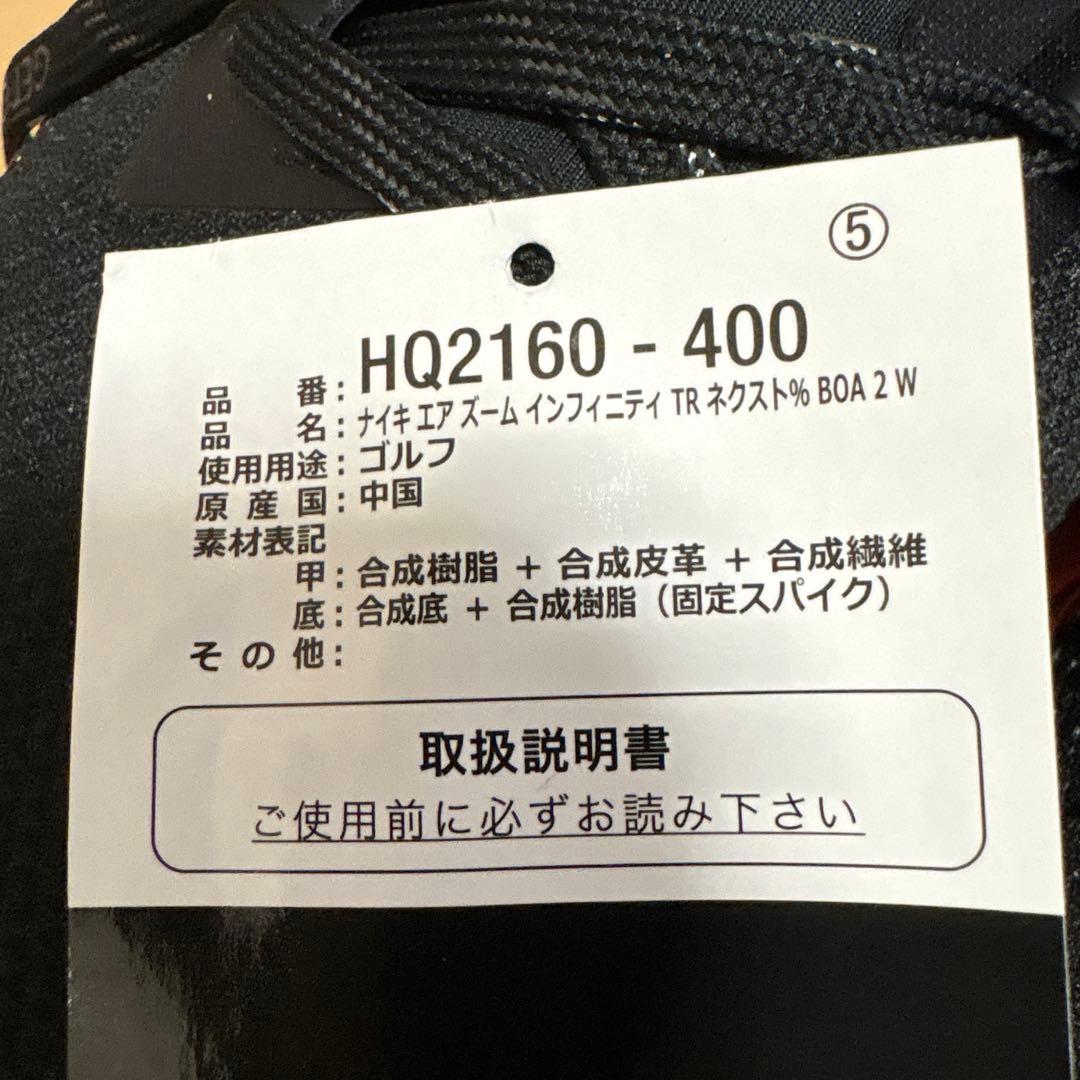 ⑤
品番：HQ2160 - 400
品名：ナイキ エア ズーム インフィニティ TR ネクスト% BOA 2 W
使用用途：ゴルフ
原産国：中国
素材表記
甲：合成樹脂 + 合成皮革 + 合成繊維
底：合成底 + 合成樹脂（固定スパイク）
その他：
取扱説明書
ご使用前に必ずお読み下さい